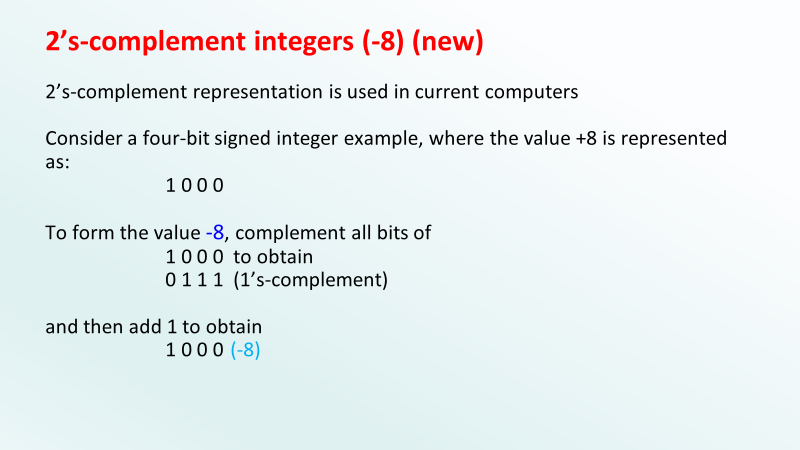 2’s-complement integers (-8) (new)
2’s-complement representation is used in current computers
Consider a four-bit signed integer example, where the value +8 is represented
as:
1 0 0 0
To form the value -8, complement all bits of
1 0 0 0 to obtain
0 1 1 1 (1’s-complement)
and then add 1 to obtain
1 0 0 0 (-8)